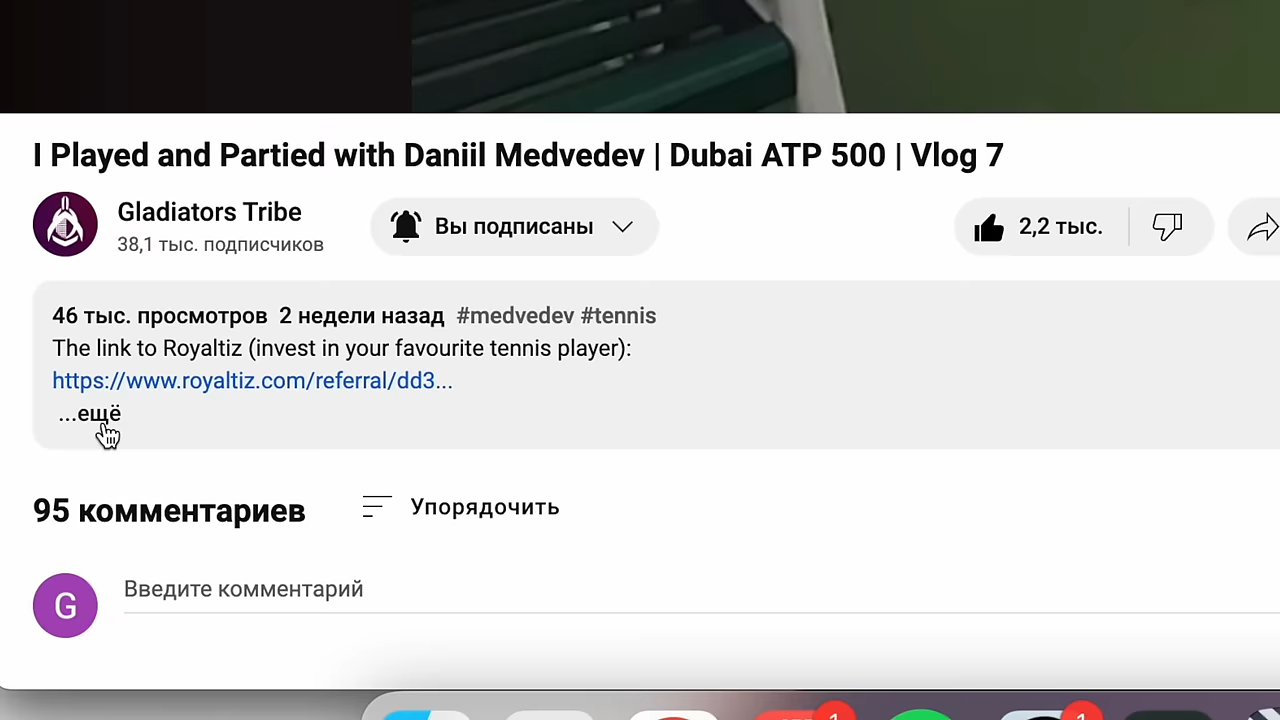 I Played and Partied with Daniil Medvedev | Dubai ATP 500 | Vlog 7
Gladiators Tribe
38,1 тыс. подписчиков
Вы подписаны
2,2 тыс.
46 тыс. просмотров 2 недели назад #medvedev #tennis
The link to Royaltiz (invest in your favourite tennis player):
https://www.royaltiz.com/referral/dd3...
...ещё
95 комментариев
Упорядочить
G
Введите комментарий
1
1